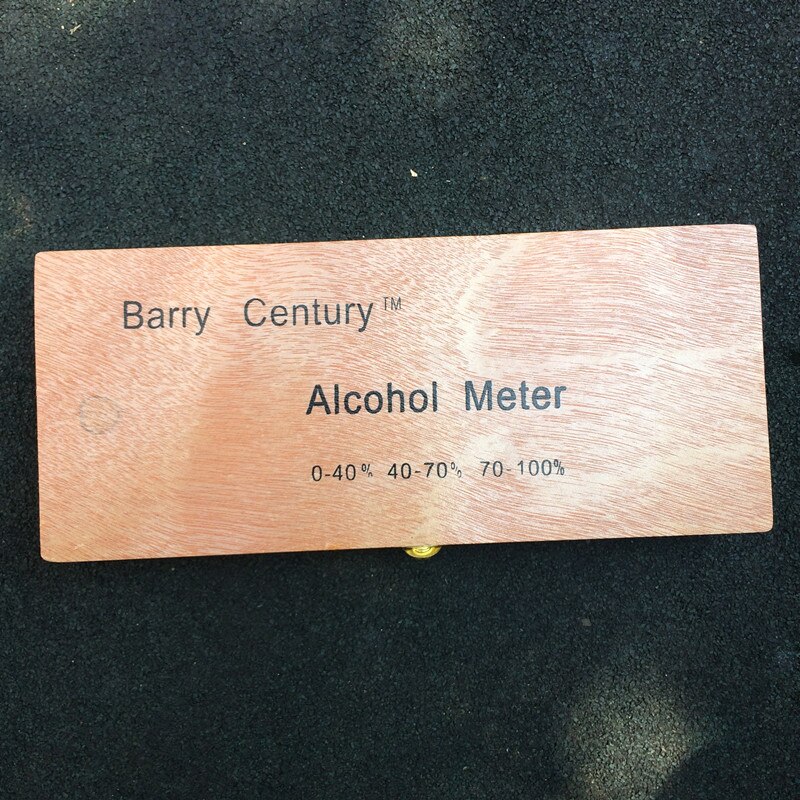 Barry Century™
Alcohol Meter
0-40% 40-70% 70-100%